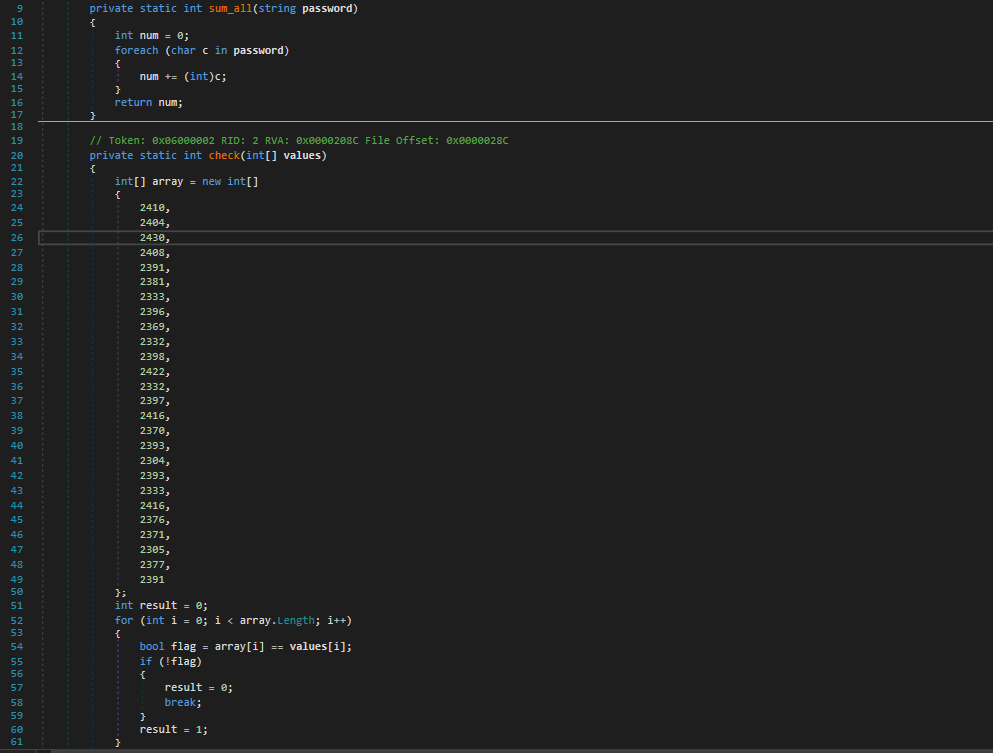 9 private static int sum_all(string password)
10 {
11 int num = 0;
12 foreach (char c in password)
13 {
14 num += (int)c;
15 }
16 return num;
17 }
18
19 // Token: 0x06000002 RID: 2 RVA: 0x0000208C File Offset: 0x0000028C
20 private static int check(int[] values)
21 {
22 int[] array = new int[]
23 {
24 2410,
25 2404,
26 2430,
27 2408,
28 2391,
29 2381,
30 2333,
31 2396,
32 2369,
33 2332,
34 2398,
35 2422,
36 2332,
37 2397,
38 2416,
39 2370,
40 2393,
41 2304,
42 2393,
43 2333,
44 2416,
45 2376,
46 2371,
47 2305,
48 2377,
49 2391
50 };
51 int result = 0;
52 for (int i = 0; i < array.Length; i++)
53 {
54 bool flag = array[i] == values[i];
55 if (!flag)
56 {
57 result = 0;
58 break;
59 }
60 result = 1;
61 }